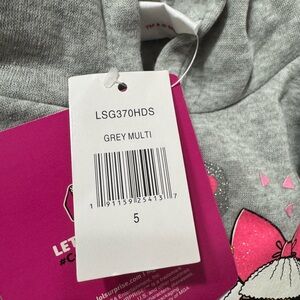 LSG370HDS
GREY MULTI
1 91159 25413 7
5
LET
#C
lolsurprise.com